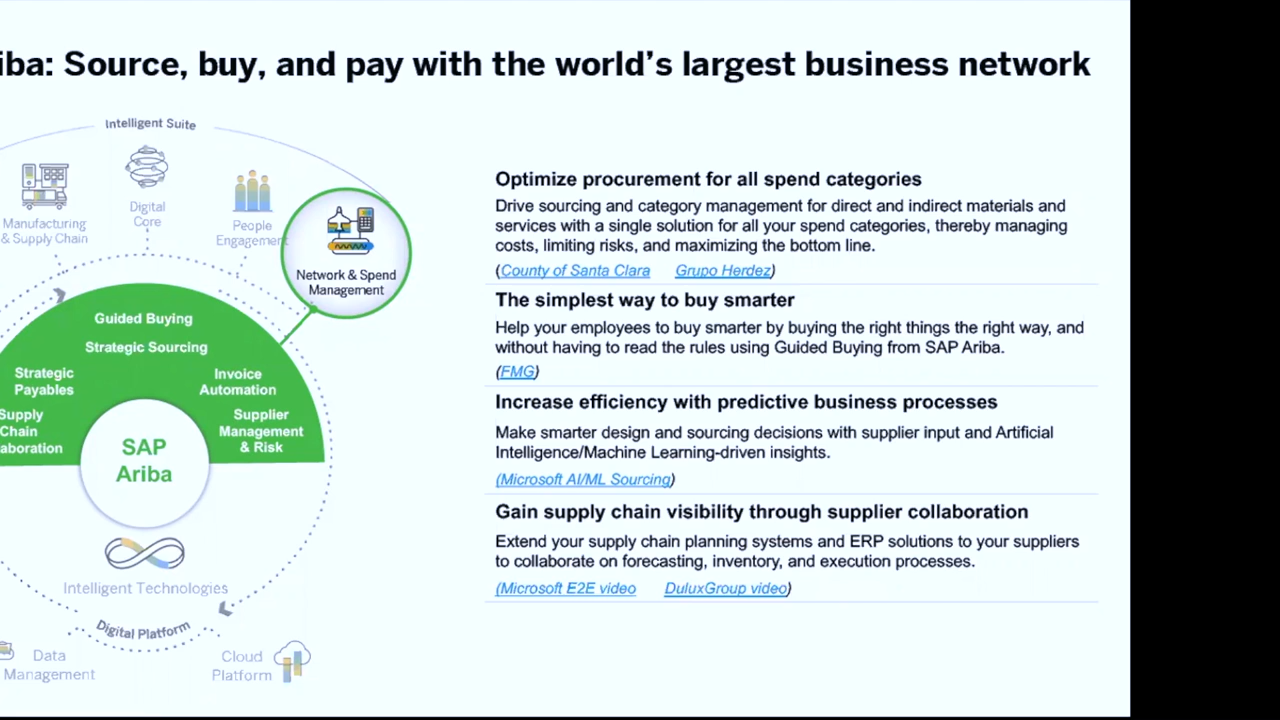 iba: Source, buy, and pay with the world's largest business network
Intelligent Suite
Manufacturing
& Supply Chain
Digital
Core
People
Engagement
Network & Spend
Management
Guided Buying
Strategic Sourcing
Strategic
Payables
Invoice
Automation
Supply
Chain
aboration
Supplier
Management
& Risk
SAP
Ariba
Intelligent Technologies
Digital Platform
Data
Management
Cloud
Platform
Optimize procurement for all spend categories
Drive sourcing and category management for direct and indirect materials and
services with a single solution for all your spend categories, thereby managing
costs, limiting risks, and maximizing the bottom line.
(County of Santa Clara Grupo Herdez)
The simplest way to buy smarter
Help your employees to buy smarter by buying the right things the right way, and
without having to read the rules using Guided Buying from SAP Ariba.
(FMG)
Increase efficiency with predictive business processes
Make smarter design and sourcing decisions with supplier input and Artificial
Intelligence/Machine Learning-driven insights.
(Microsoft AI/ML Sourcing)
Gain supply chain visibility through supplier collaboration
Extend your supply chain planning systems and ERP solutions to your suppliers
to collaborate on forecasting, inventory, and execution processes.
(Microsoft E2E video DuluxGroup video)